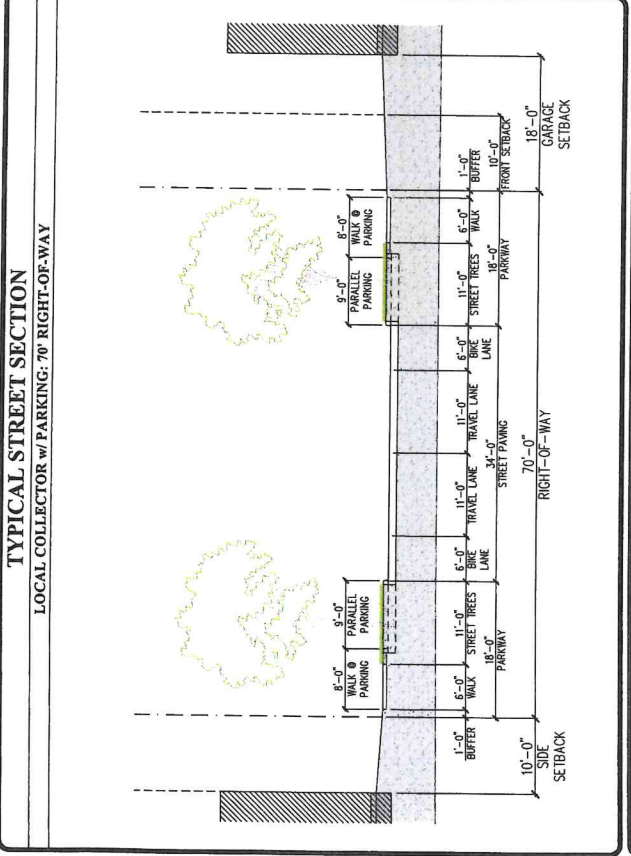 TYPICAL STREET SECTION
LOCAL COLLECTOR w/ PARKING: 70' RIGHT-OF-WAY
8'-0"
WALK @
PARKING
9'-0"
PARALLEL
PARKING
9'-0"
PARALLEL
PARKING
8'-0"
WALK @
PARKING
1'-0"
BUFFER
6'-0"
WALK
11'-0"
STREET TREES
6'-0"
BIKE
LANE
11'-0"
TRAVEL LANE
11'-0"
TRAVEL LANE
6'-0"
BIKE
LANE
11'-0"
STREET TREES
6'-0"
WALK
1'-0"
BUFFER
18'-0"
PARKWAY
34'-0"
STREET PAVING
18'-0"
PARKWAY
10'-0"
FRONT SETBACK
10'-0"
SIDE
SETBACK
70'-0"
RIGHT-OF-WAY
18'-0"
GARAGE
SETBACK